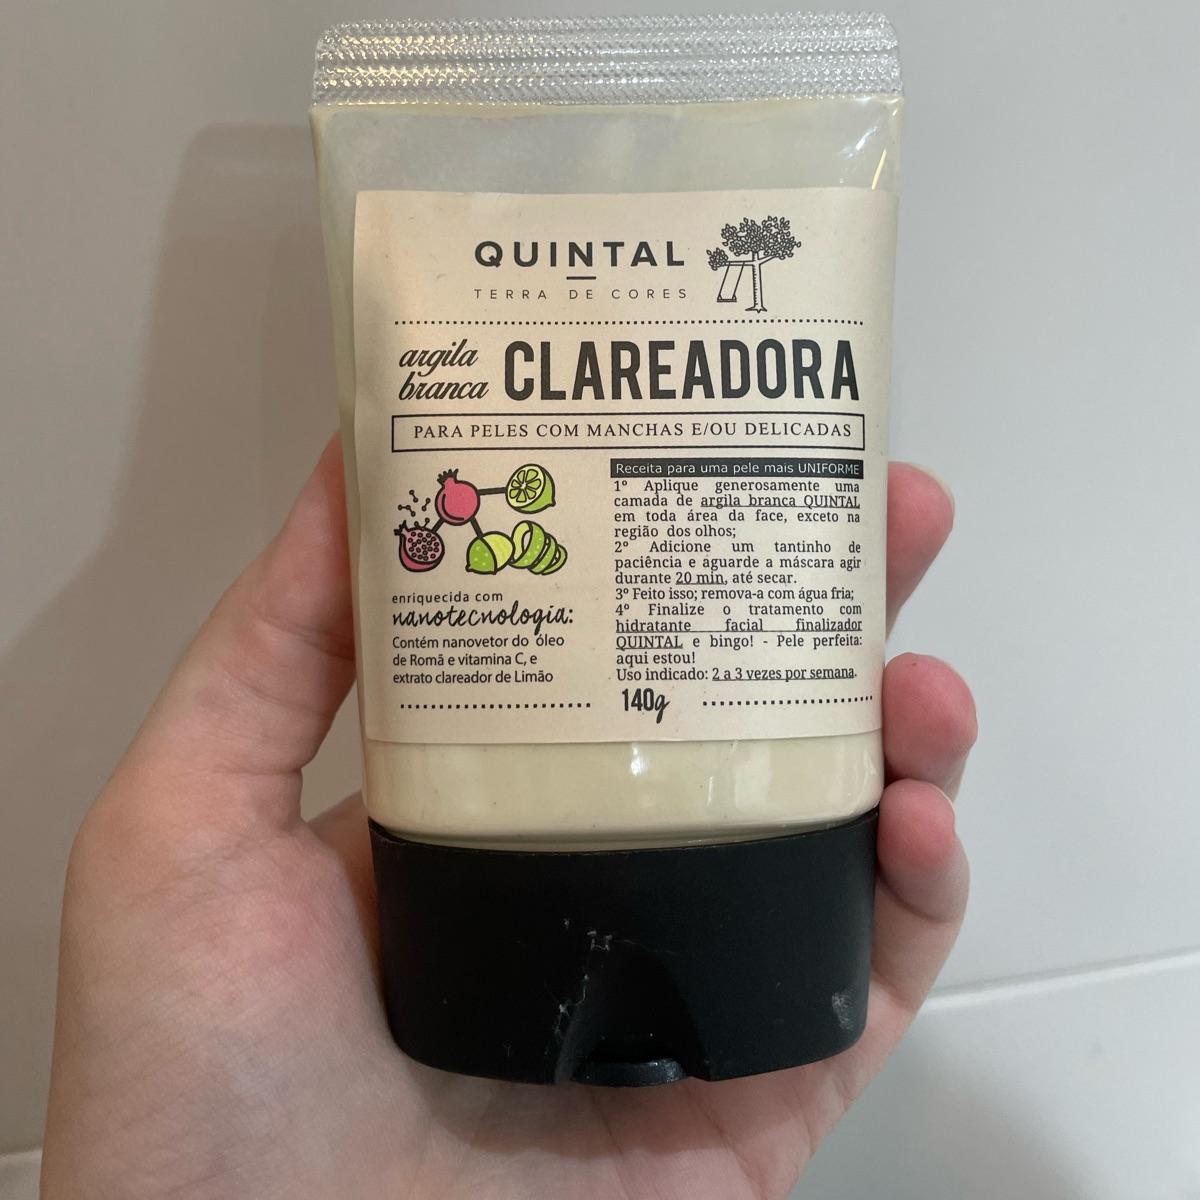 QUINTAL
TERRA DE CORES
argila
branca
CLAREADORA
PARA PELES COM MANCHAS E/OU DELICADAS
enriquecida com
nanotecnologia:
Contém nanovetor do óleo
de Romã e vitamina C, e
extrato clareador de Limão
Receita para uma pele mais UNIFORME
1º Aplique generosamente uma
camada de argila branca QUINTAL
em toda área da face, exceto na
região dos olhos;
2º Adicione um tantinho de
paciência e aguarde a máscara agir
durante 20 min, até secar.
3º Feito isso; remova-a com água fria;
4º Finalize o tratamento com
hidratante facial finalizador
QUINTAL e bingo! - Pele perfeita:
aqui estou!
Uso indicado: 2 a 3 vezes por semana.
140g